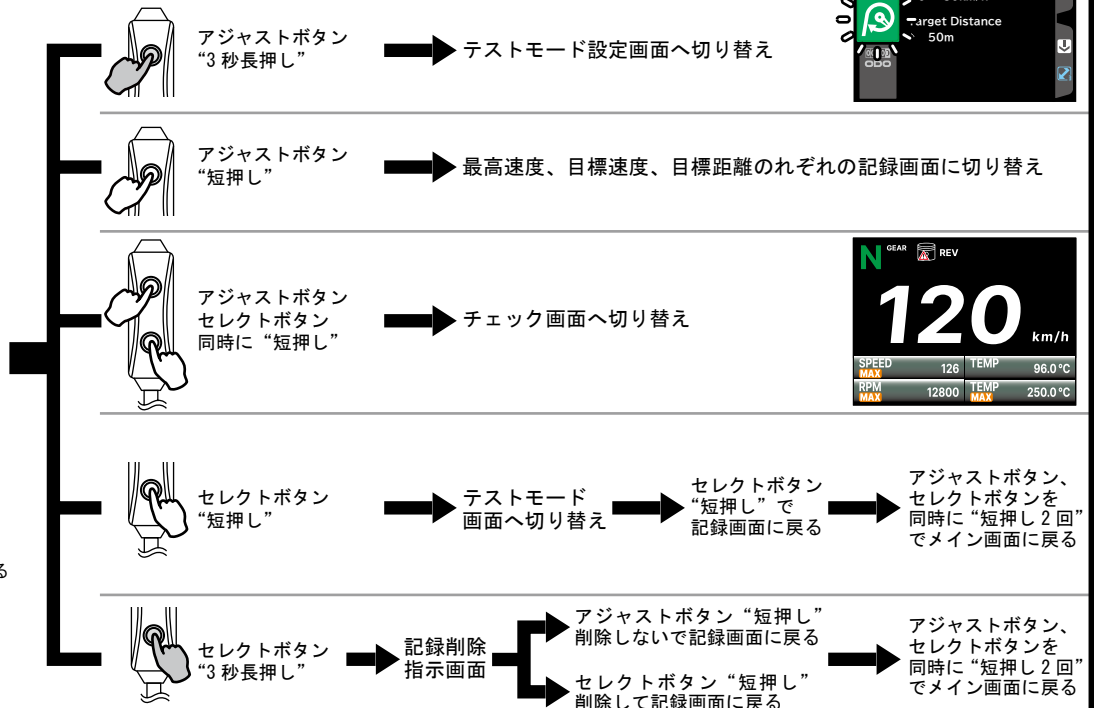 アジャストボタン
“3 秒長押し”
テストモード設定画面へ切り替え
Target Distance
50m
ODO
アジャストボタン
“短押し”
最高速度、目標速度、目標距離のれぞれの記録画面に切り替え
アジャストボタン
セレクトボタン
同時に“短押し”
チェック画面へ切り替え
N GEAR REV
120 km/h
SPEED MAX 126 TEMP 96.0℃
RPM MAX 12800 TEMP MAX 250.0℃
セレクトボタン
“短押し”
テストモード
画面へ切り替え
セレクトボタン
“短押し”で
記録画面に戻る
アジャストボタン、
セレクトボタンを
同時に“短押し 2 回”
でメイン画面に戻る
る
セレクトボタン
“3 秒長押し”
記録削除
指示画面
アジャストボタン“短押し”
削除しないで記録画面に戻る
セレクトボタン“短押し”
削除して記録画面に戻る
アジャストボタン、
セレクトボタンを
同時に“短押し 2 回”
でメイン画面に戻る